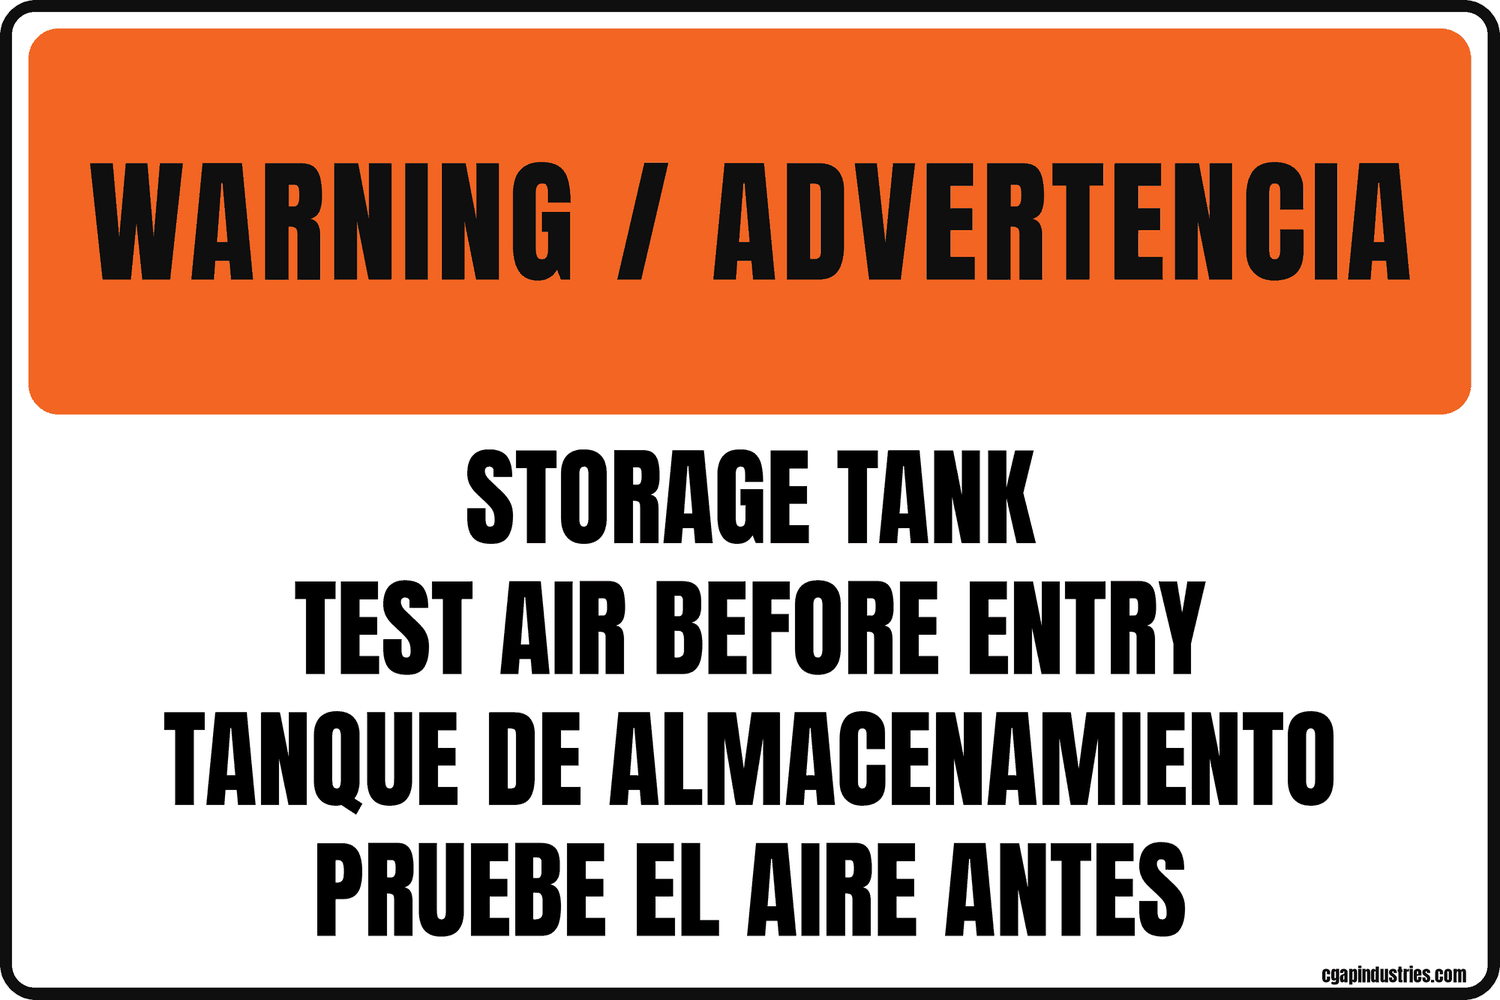 WARNING / ADVERTENCIA
STORAGE TANK
TEST AIR BEFORE ENTRY
TANQUE DE ALMACENAMIENTO
PRUEBE EL AIRE ANTES
cgapindustries.com